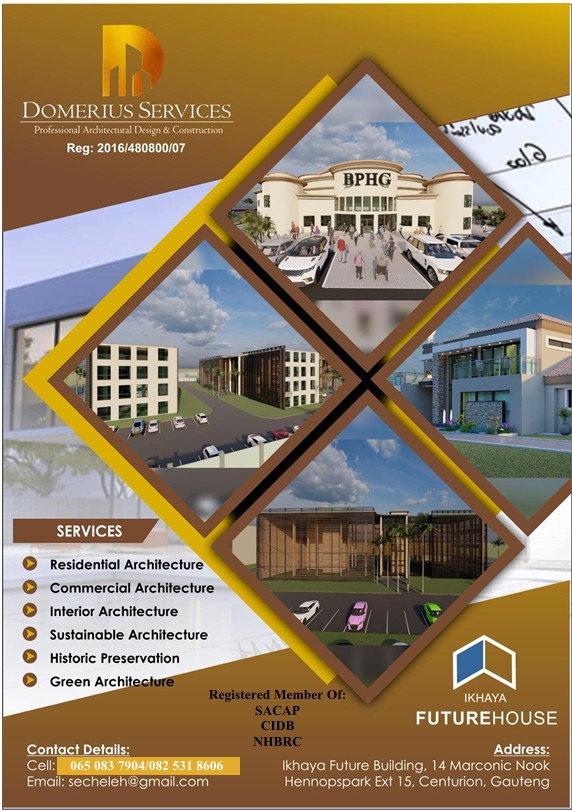 DOMERIUS SERVICES
Professional Architectural Design & Construction
Reg: 2016/480800/07
BPHG
SERVICES
Residential Architecture
Commercial Architecture
Interior Architecture
Sustainable Architecture
Historic Preservation
Green Architecture
Registered Member Of:
SACAP
CIDB
NHBRC
IKHAYA
FUTUREHOUSE
Contact Details:
Cell: 065 083 7904/082 531 8606
Email: secheleh@gmail.com
Address:
Ikhaya Future Building, 14 Marconic Nook
Hennopspark Ext 15, Centurion, Gauteng